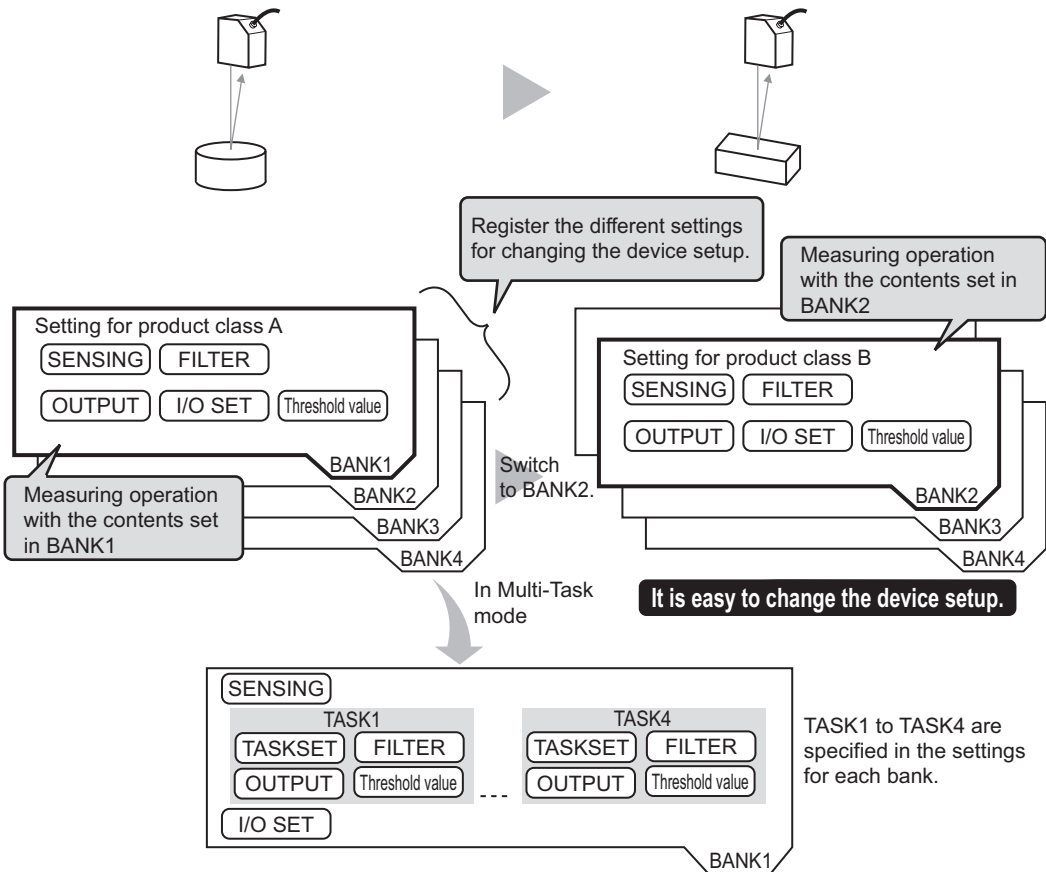 Register the different settings
for changing the device setup.
Measuring operation
with the contents set in
BANK2
Setting for product class A
SENSING FILTER
OUTPUT I/O SET Threshold value
BANK1
BANK2
BANK3
BANK4
Measuring operation
with the contents set
in BANK1
Switch
to BANK2.
Setting for product class B
SENSING FILTER
OUTPUT I/O SET Threshold value
BANK2
BANK3
BANK4
In Multi-Task
mode
It is easy to change the device setup.
SENSING
TASK1
TASKSET FILTER
OUTPUT Threshold value
---
TASK4
TASKSET FILTER
OUTPUT Threshold value
I/O SET
BANK1
TASK1 to TASK4 are
specified in the settings
for each bank.